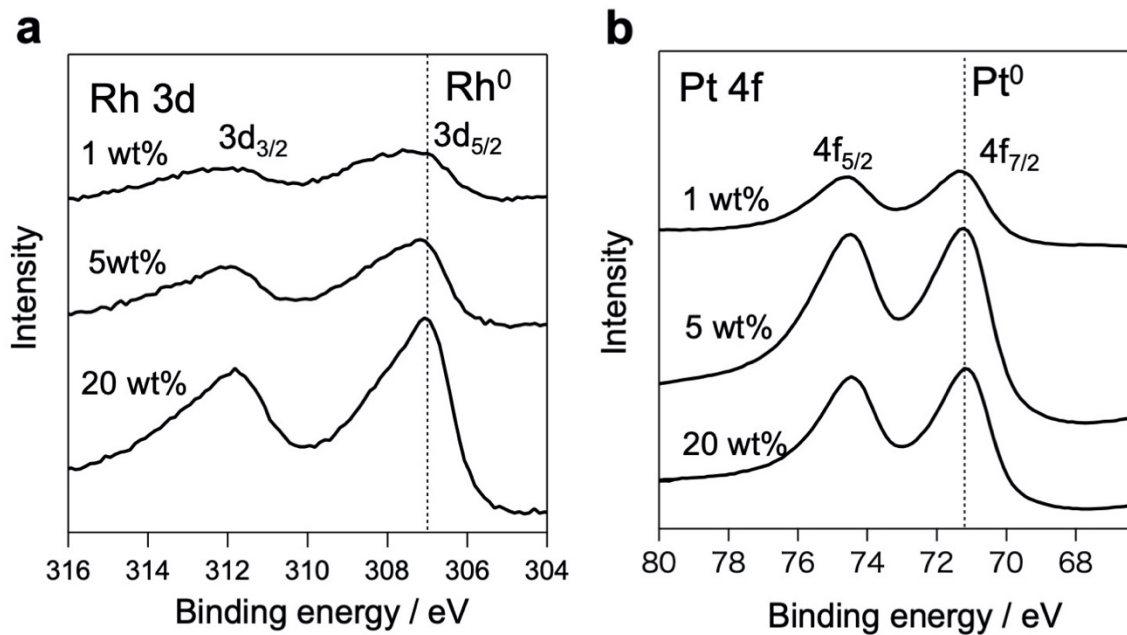 a
Rh 3d
Rh⁰
3d₃/₂
3d₅/₂
1 wt%
5wt%
20 wt%
Intensity
316 314 312 310 308 306 304
Binding energy / eV
b
Pt 4f
Pt⁰
4f₅/₂
4f₇/₂
1 wt%
5 wt%
20 wt%
Intensity
80 78 76 74 72 70 68
Binding energy / eV